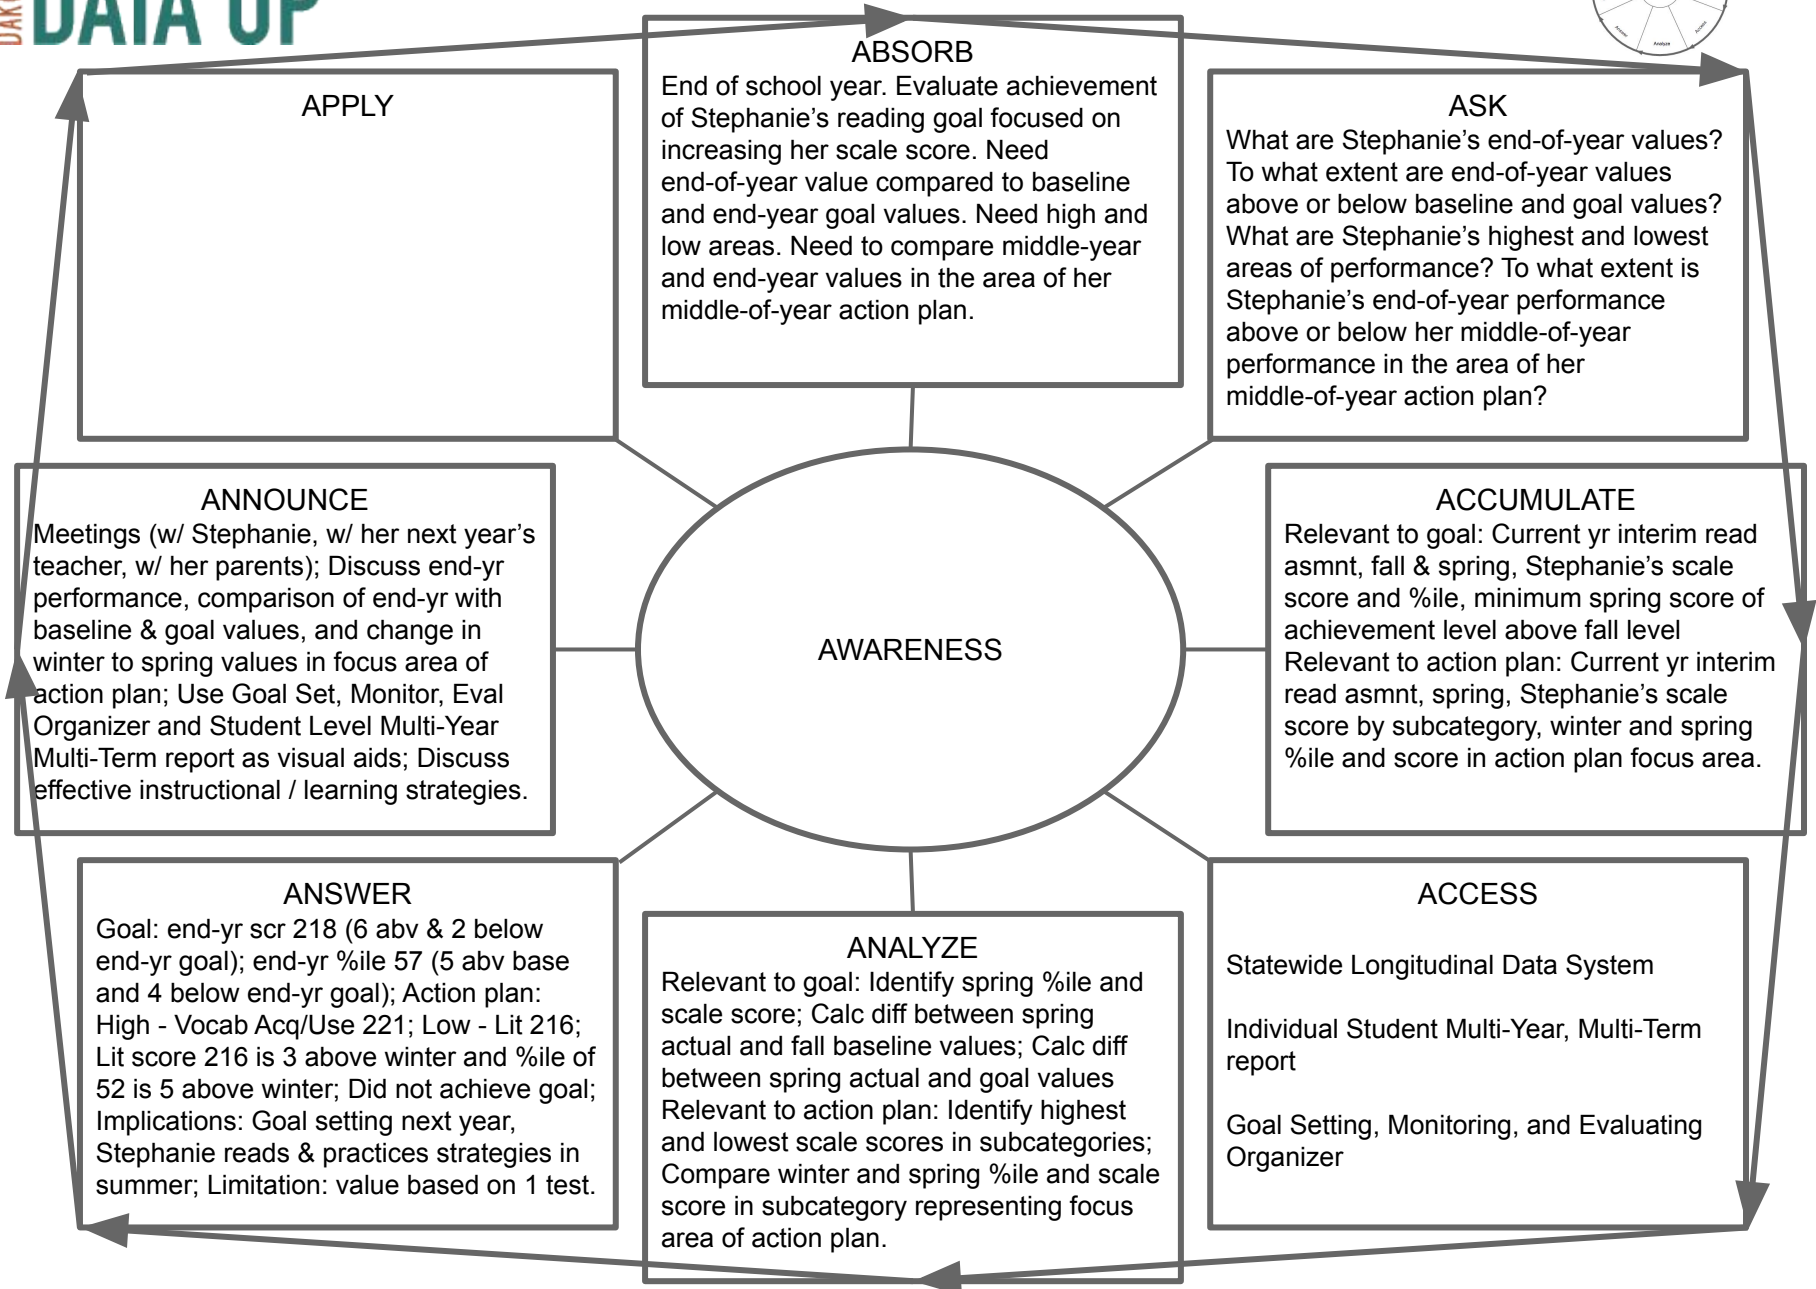 DATA UP
ABSORB
End of school year. Evaluate achievement
of Stephanie’s reading goal focused on
increasing her scale score. Need
end-of-year value compared to baseline
and end-year goal values. Need high and
low areas. Need to compare middle-year
and end-year values in the area of her
middle-of-year action plan.
ASK
What are Stephanie’s end-of-year values?
To what extent are end-of-year values
above or below baseline and goal values?
What are Stephanie’s highest and lowest
areas of performance? To what extent is
Stephanie’s end-of-year performance
above or below her middle-of-year
performance in the area of her
middle-of-year action plan?
ACCUMULATE
Relevant to goal: Current yr interim read
asmnt, fall & spring, Stephanie’s scale
score and %ile, minimum spring score of
achievement level above fall level
Relevant to action plan: Current yr interim
read asmnt, spring, Stephanie’s scale
score by subcategory, winter and spring
%ile and score in action plan focus area.
ACCESS
Statewide Longitudinal Data System
Individual Student Multi-Year, Multi-Term
report
Goal Setting, Monitoring, and Evaluating
Organizer
ANALYZE
Relevant to goal: Identify spring %ile and
scale score; Calc diff between spring
actual and fall baseline values; Calc diff
between spring actual and goal values
Relevant to action plan: Identify highest
and lowest scale scores in subcategories;
Compare winter and spring %ile and scale
score in subcategory representing focus
area of action plan.
ANSWER
Goal: end-yr scr 218 (6 abv & 2 below
end-yr goal); end-yr %ile 57 (5 abv base
and 4 below end-yr goal); Action plan:
High - Vocab Acq/Use 221; Low - Lit 216;
Lit score 216 is 3 above winter and %ile of
52 is 5 above winter; Did not achieve goal;
Implications: Goal setting next year,
Stephanie reads & practices strategies in
summer; Limitation: value based on 1 test.
ANNOUNCE
Meetings (w/ Stephanie, w/ her next year’s
teacher, w/ her parents); Discuss end-yr
performance, comparison of end-yr with
baseline & goal values, and change in
winter to spring values in focus area of
action plan; Use Goal Set, Monitor, Eval
Organizer and Student Level Multi-Year
Multi-Term report as visual aids; Discuss
effective instructional / learning strategies.
APPLY
AWARENESS
Answer
Analyze
Access